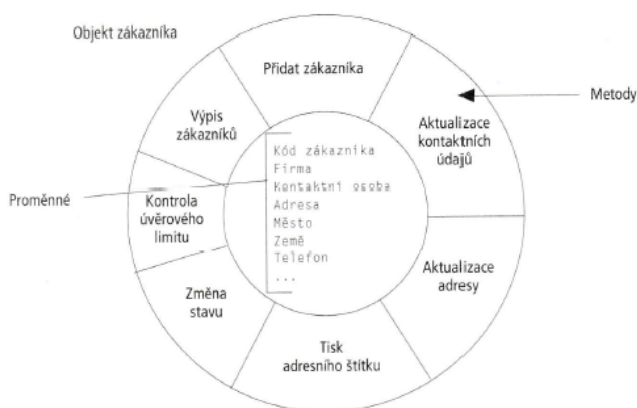 Objekt zákazníka
Přidat zákazníka
Metody
Aktualizace
kontaktních
údajů
Výpis
zákazníků
Kód zákazníka
Firma
Kontaktní osoba
Adresa
Město
Země
Telefon
...
Proměnné
Kontrola
úvěrového
limitu
Aktualizace
adresy
Změna
stavu
Tisk
adresního štítku